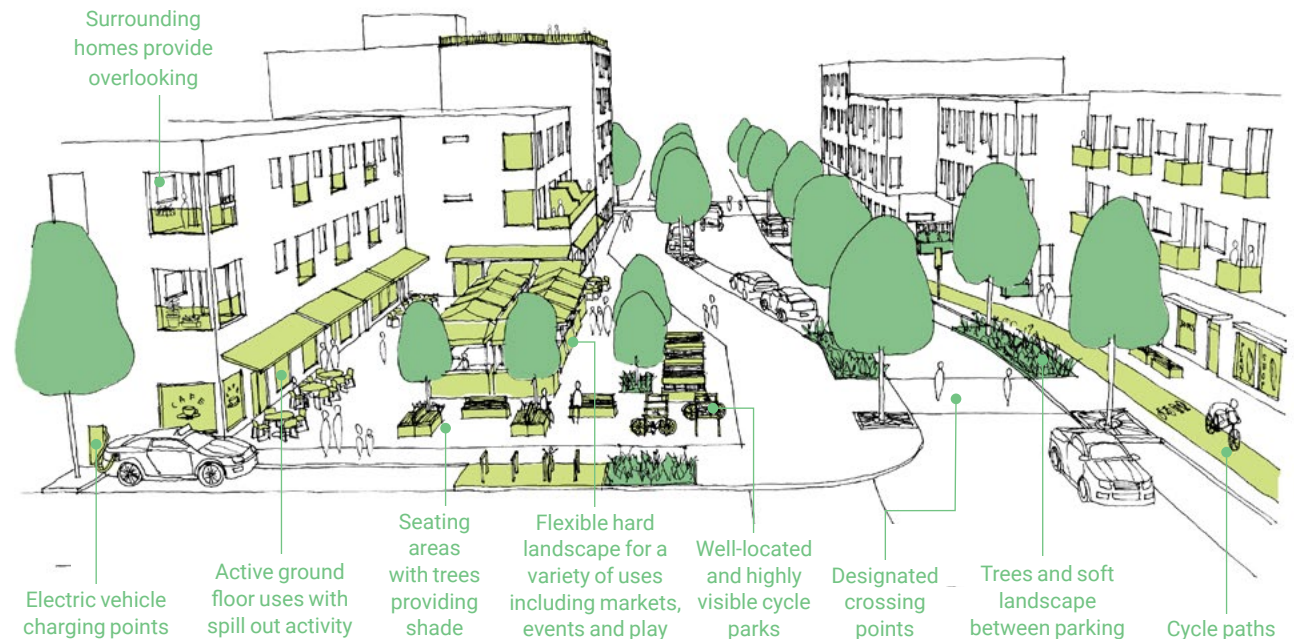 Surrounding
homes provide
overlooking
CAFE
Electric vehicle
charging points
Active ground
floor uses with
spill out activity
Seating
areas
with trees
providing
shade
Flexible hard
landscape for a
variety of uses
including markets,
events and play
Well-located
and highly
visible cycle
parks
Designated
crossing
points
Trees and soft
landscape
between parking
Cycle paths